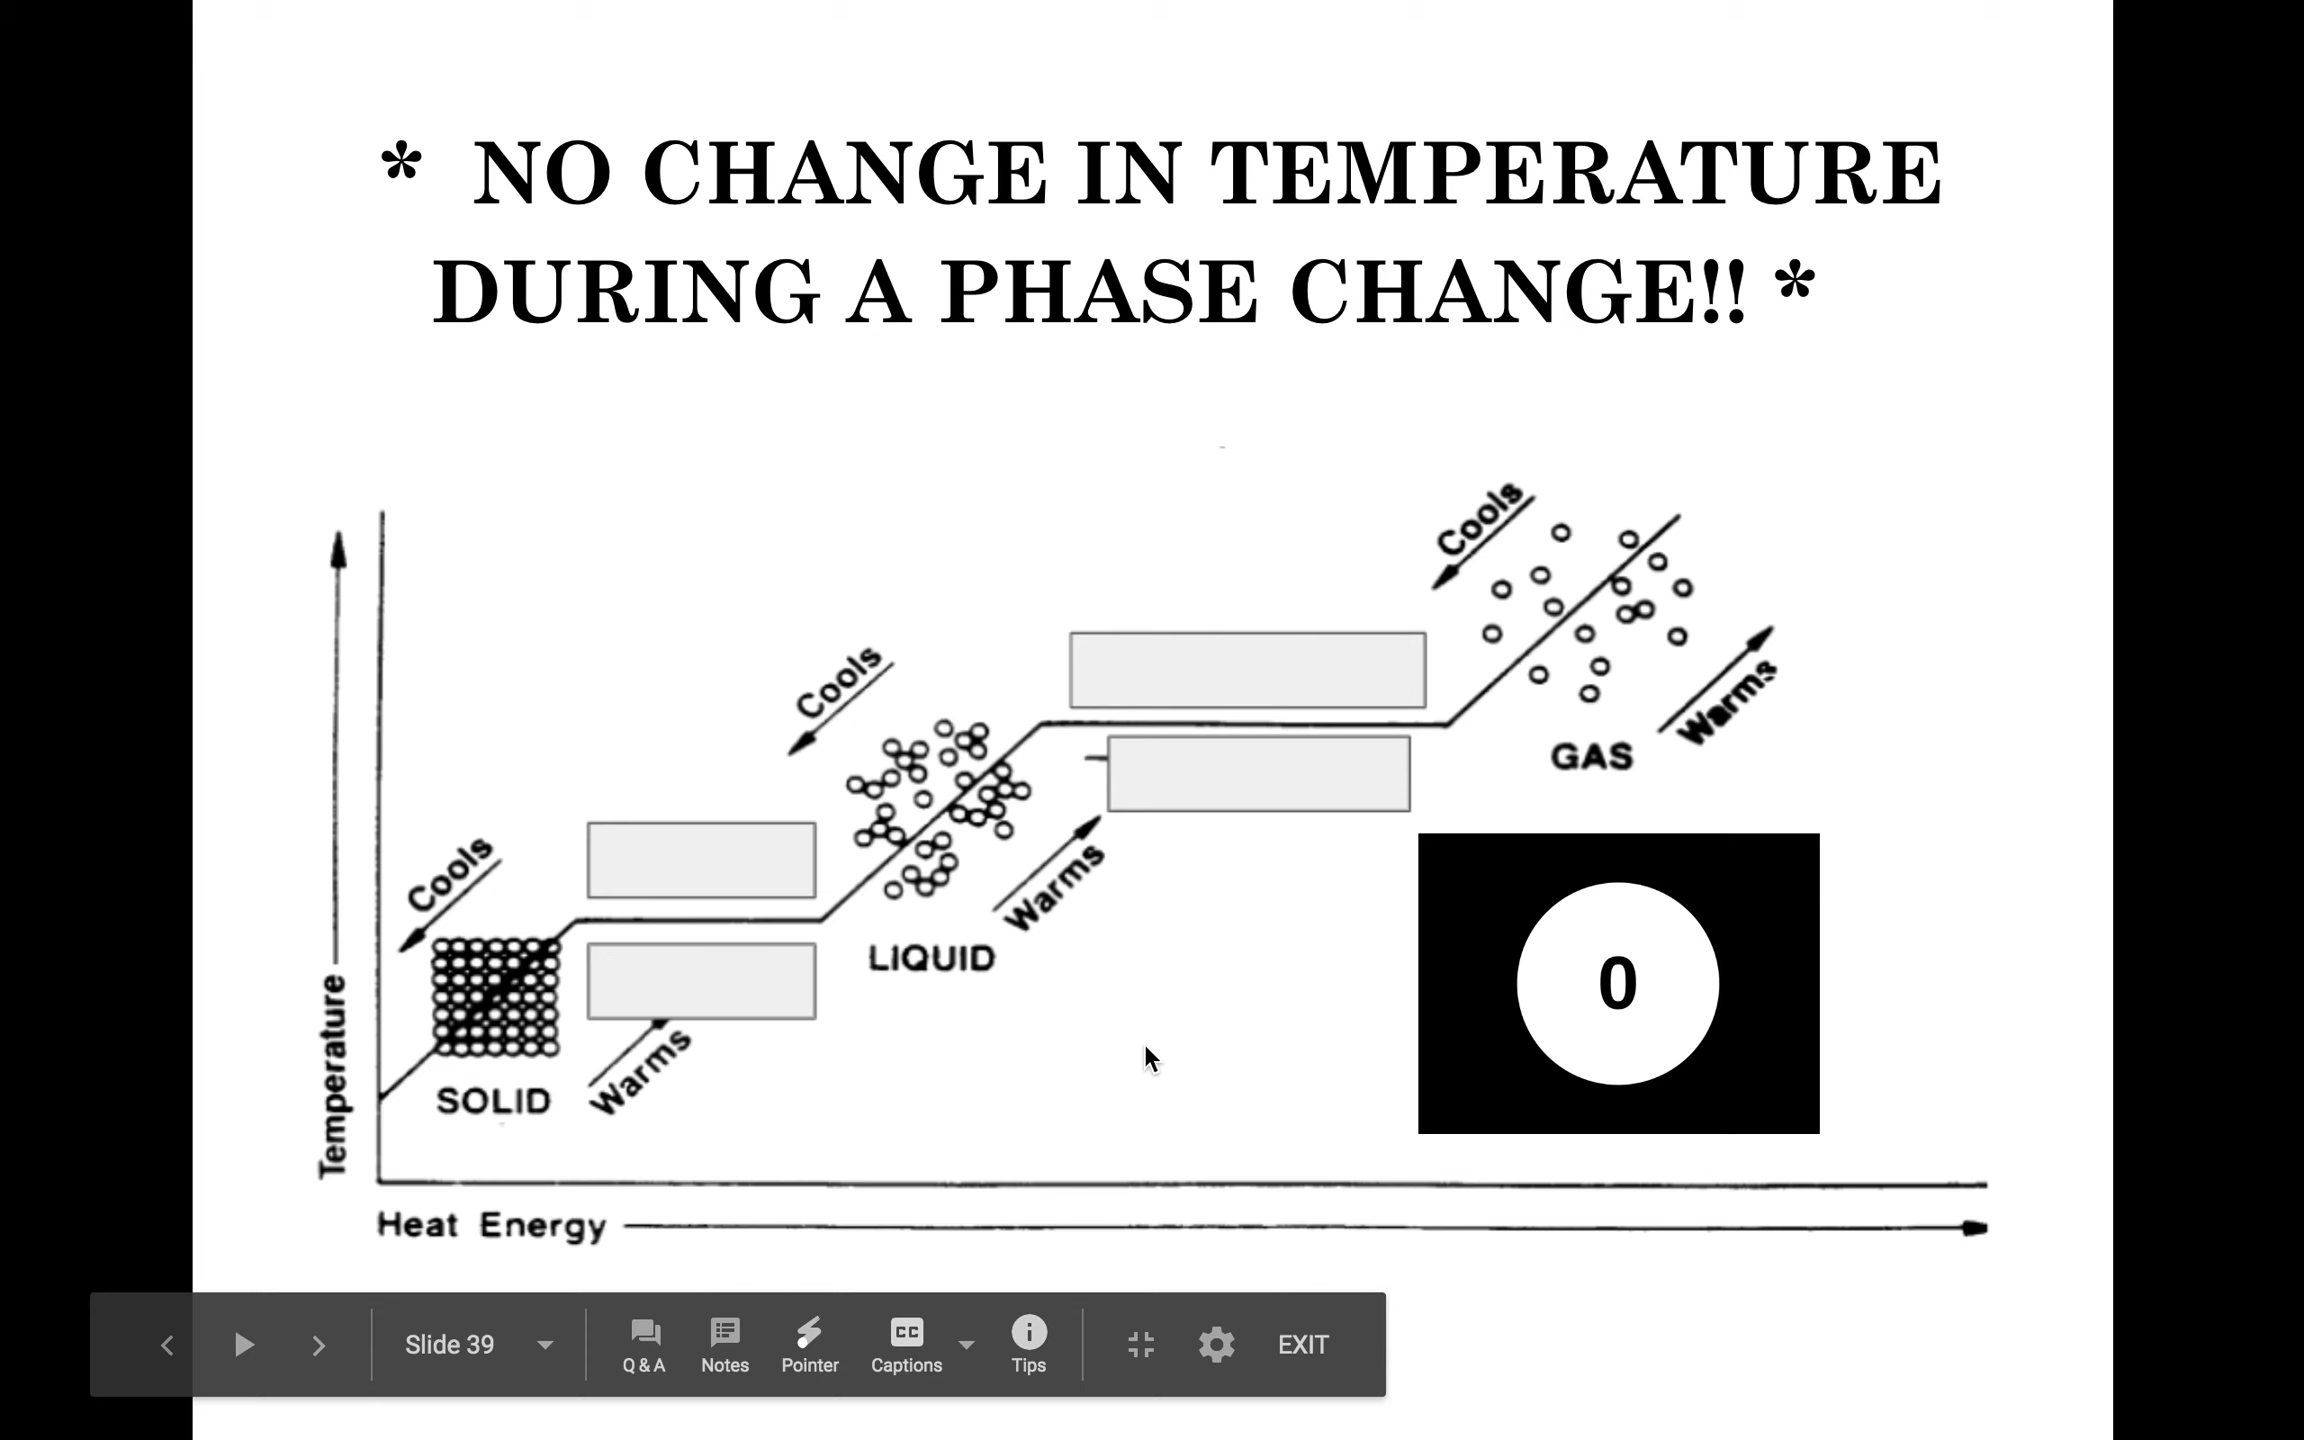 * NO CHANGE IN TEMPERATURE
DURING A PHASE CHANGE!! *
Cools
Cools
Cools
Warms
GAS
Warms
LIQUID
Warms
SOLID
0
Temperature
Heat Energy
Slide 39
Q & A
Notes
Pointer
CC
Captions
Tips
EXIT